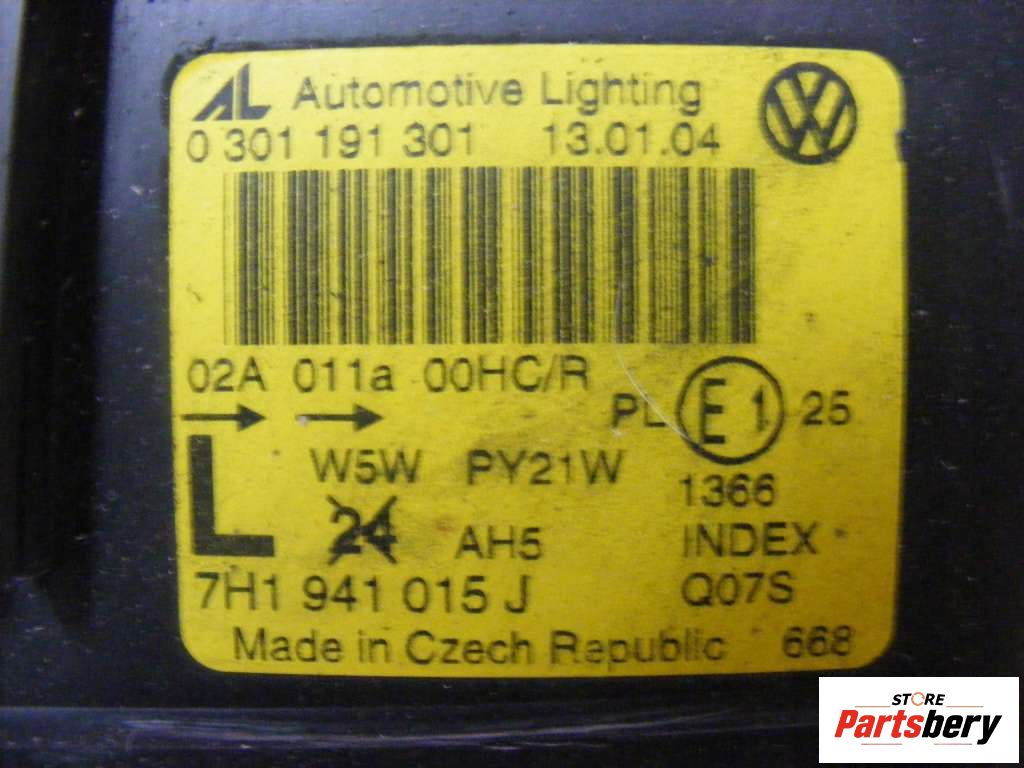 AL Automotive Lighting
0 301 191 301 13.01.04
02A 011a 00HC/R
PL E1 25
L W5W PY21W 1366
24 AH5 INDEX
7H1 941 015 J Q07S
Made in Czech Republic 668
STORE
Partsbery